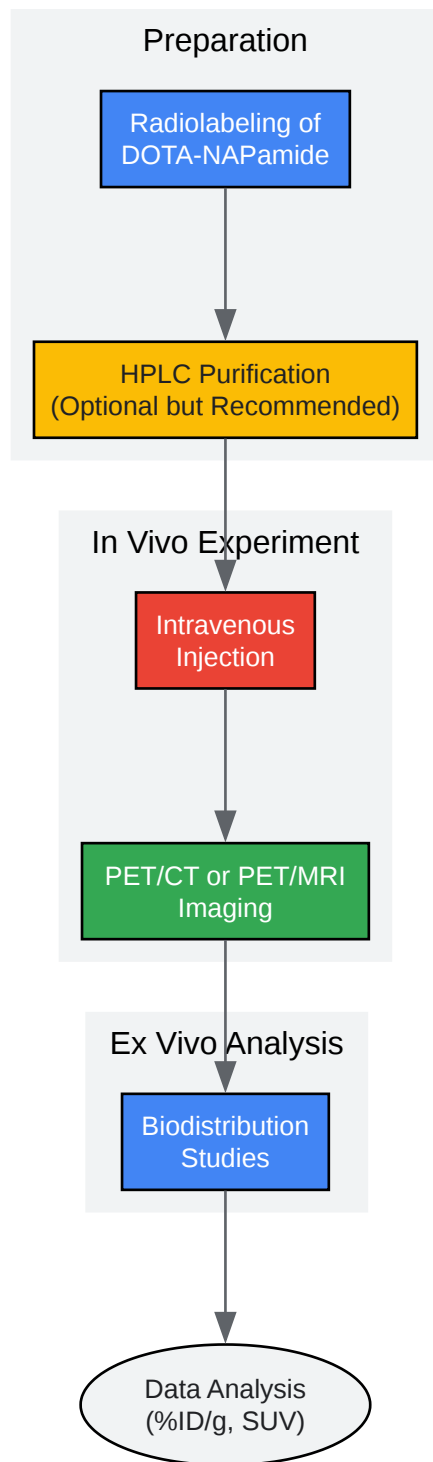 Preparation
Radiolabeling of
DOTA-NAPamide
HPLC Purification
(Optional but Recommended)
In Vivo Experiment
Intravenous
Injection
PET/CT or PET/MRI
Imaging
Ex Vivo Analysis
Biodistribution
Studies
Data Analysis
(%ID/g, SUV)